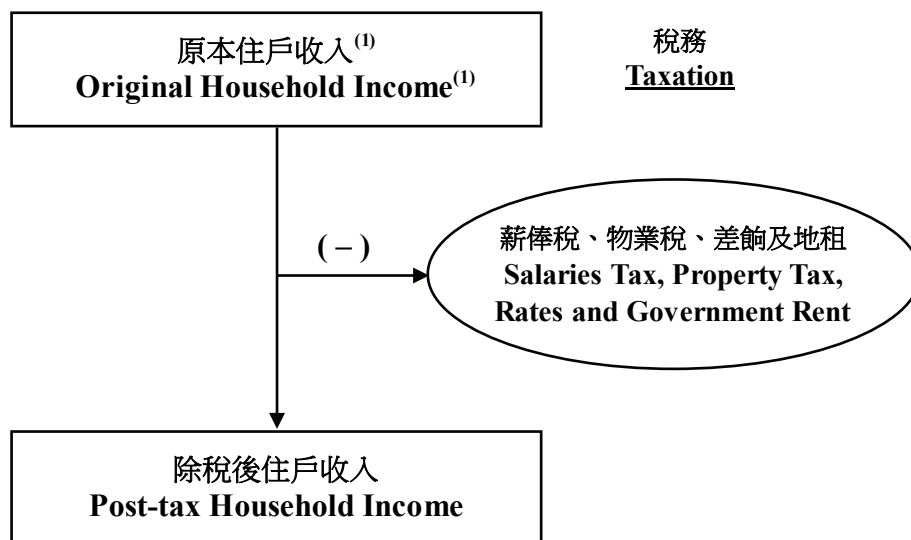 原本住戶收入(1)
Original Household Income(1)
稅務
Taxation
( – )
薪俸稅、物業稅、差餉及地租
Salaries Tax, Property Tax,
Rates and Government Rent
除稅後住戶收入
Post-tax Household Income